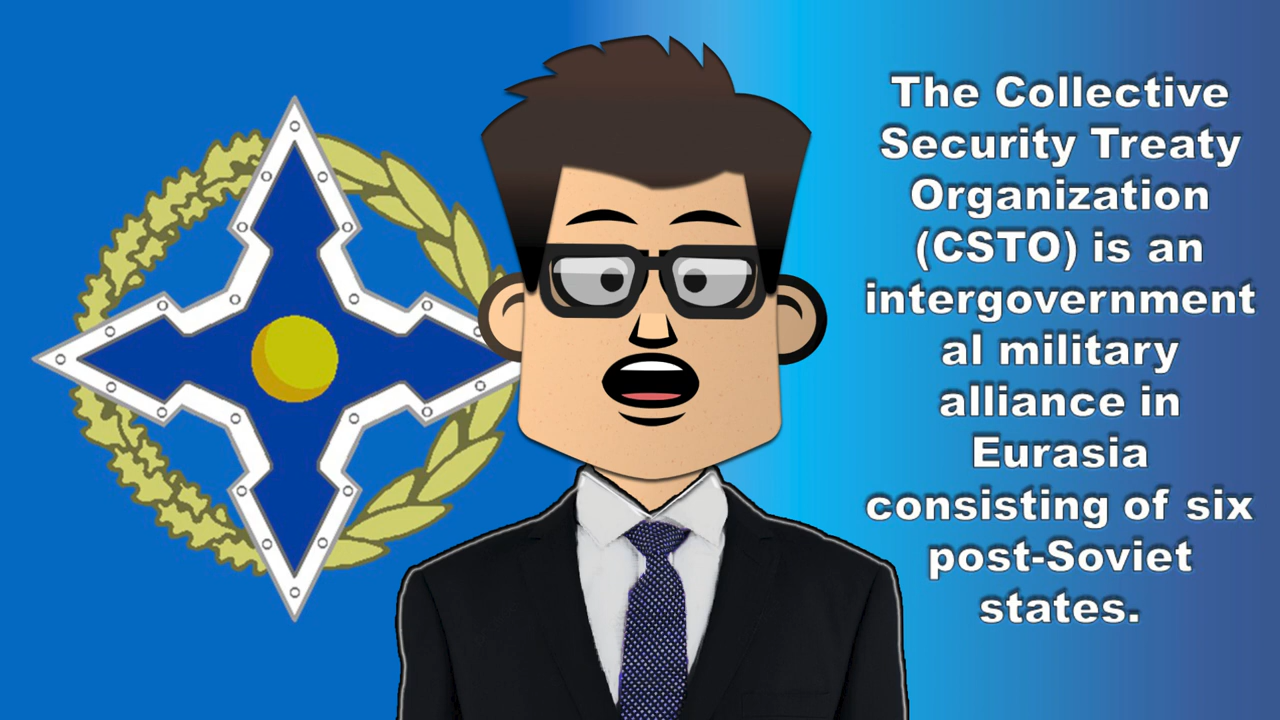 The Collective
Security Treaty
Organization
(CSTO) is an
intergovernment
al military
alliance in
Eurasia
consisting of six
post-Soviet
states.